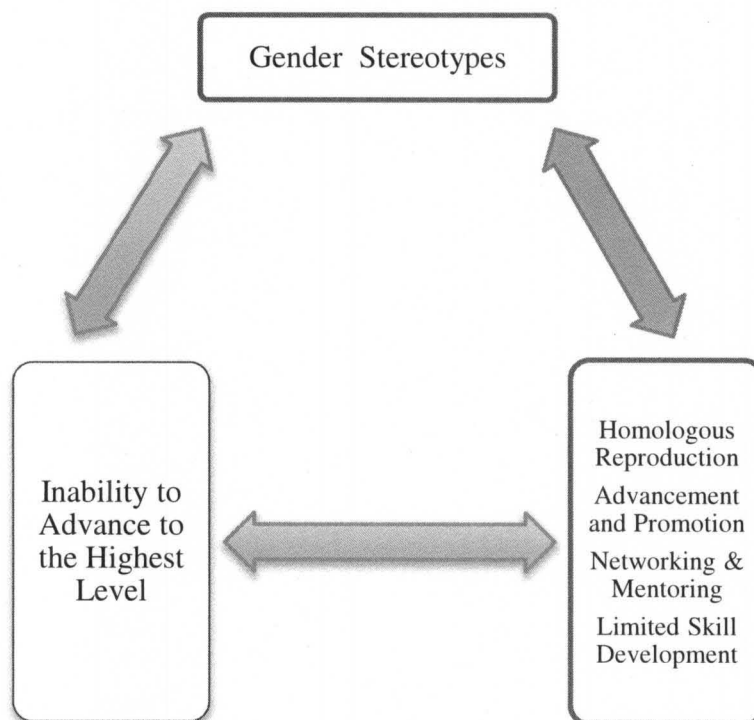 Gender Stereotypes
Inability to
Advance to
the Highest
Level
Homologous
Reproduction
Advancement
and Promotion
Networking &
Mentoring
Limited Skill
Development